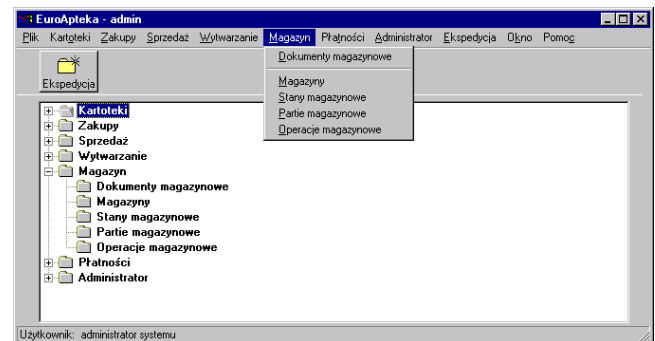 EuroApteka - admin
Plik Kartoteki Zakupy Sprzedaż Wytwarzanie Magazyn Płatności Administrator Ekspedycja Okno Pomoc
Dokumenty magazynowe
Magazyny
Stany magazynowe
Partie magazynowe
Operacje magazynowe
Ekspedycja
Kartoteki
Zakupy
Sprzedaż
Wytwarzanie
Magazyn
Dokumenty magazynowe
Magazyny
Stany magazynowe
Partie magazynowe
Operacje magazynowe
Płatności
Administrator
Użytkownik: administrator systemu